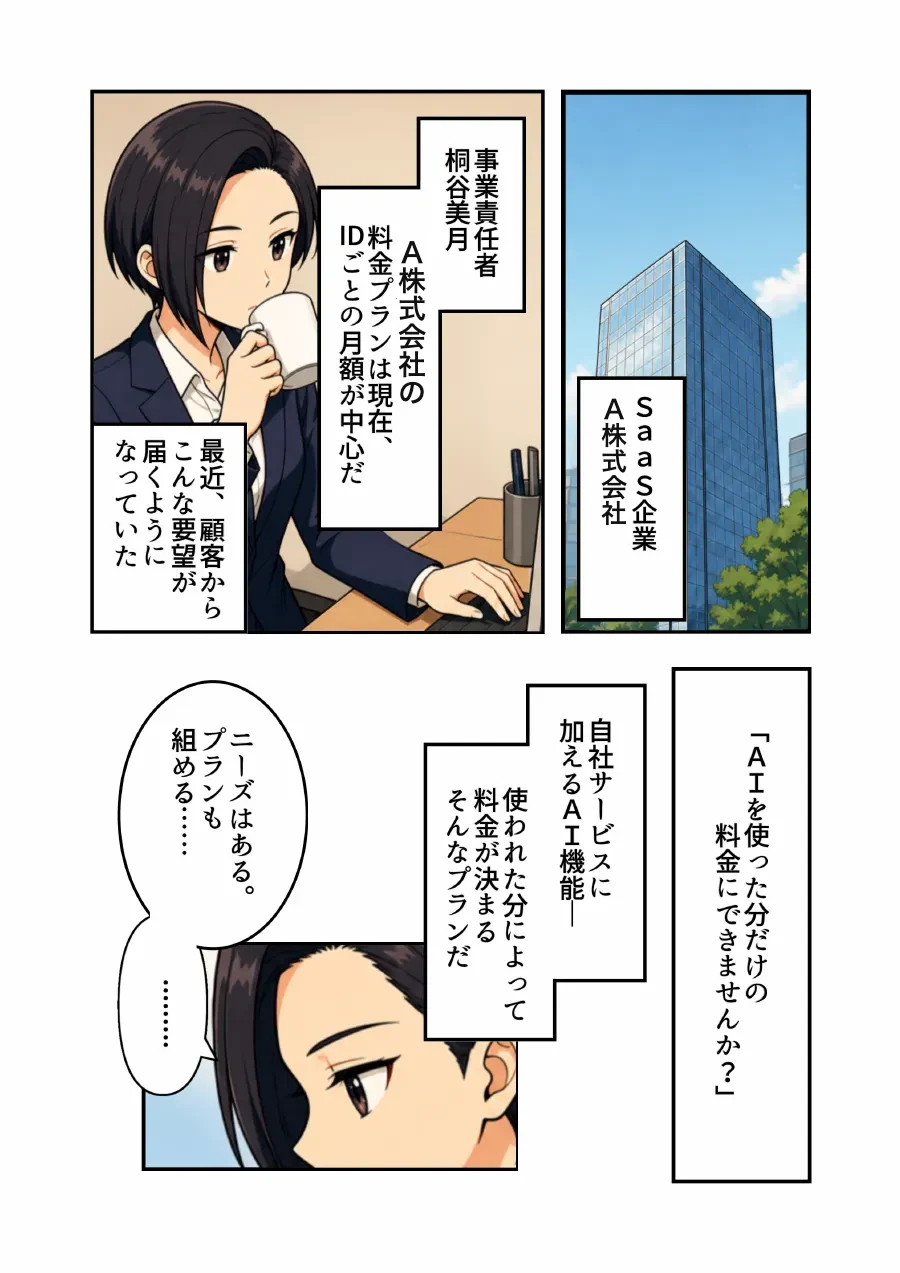 SaaS企業
A株式会社
事業責任者
桐谷美月
A株式会社の
料金プランは現在、
IDごとの月額が中心だ
最近、顧客から
こんな要望が
届くように
なっていた
「AIを使った分だけの
料金にできませんか?」
自社サービスに
加えるAI機能―
使われた分によって
料金が決まる
そんなプランだ
ニーズはある。
プランも
組める……
………